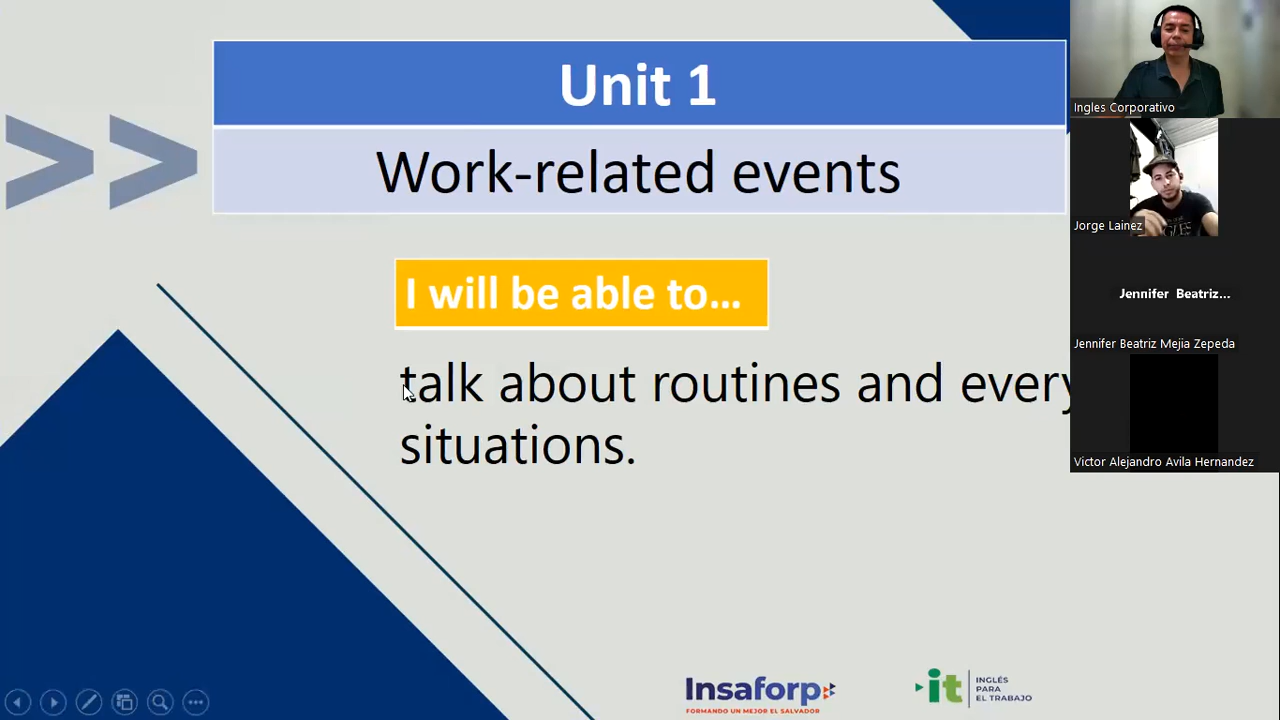 Unit 1
Work-related events
I will be able to...
talk about routines and every
situations.
Ingles Corporativo
Jorge Lainez
Jennifer Beatriz...
Jennifer Beatriz Mejia Zepeda
Victor Alejandro Avila Hernandez
Insaforp
FORMANDO UN MEJOR EL SALVADOR
it
INGLÉS
PARA
EL TRABAJO